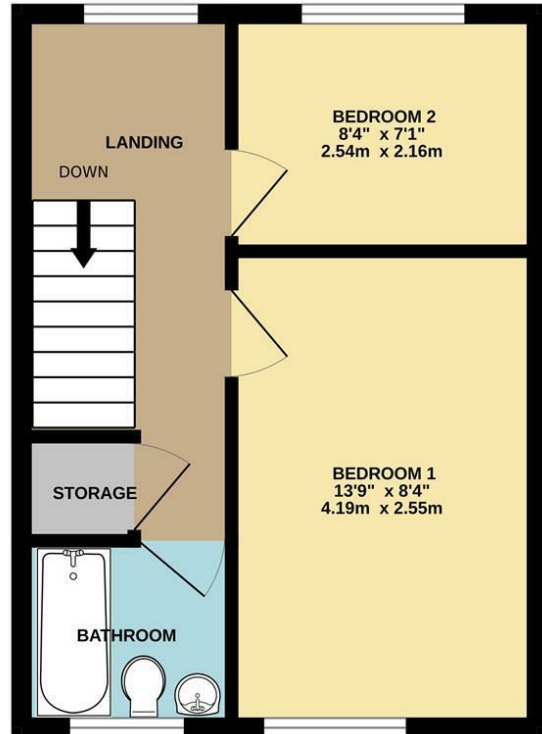 LANDING
DOWN
BEDROOM 2
8'4" x 7'1"
2.54m x 2.16m
BEDROOM 1
13'9" x 8'4"
4.19m x 2.55m
STORAGE
BATHROOM